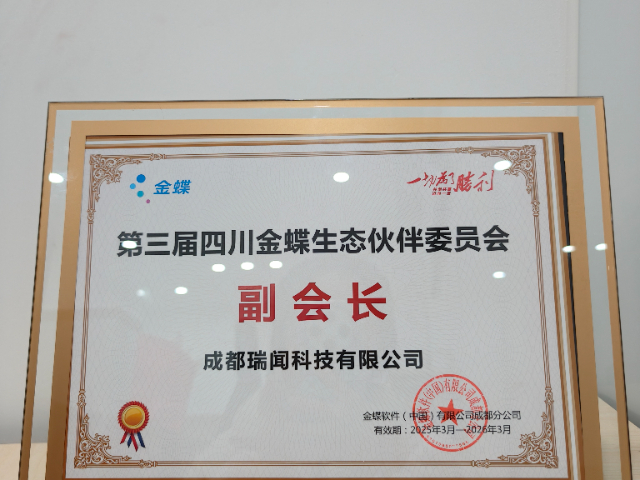 金蝶
一切为了胜利
第三届四川金蝶生态伙伴委员会
副会长
成都瑞闻科技有限公司
金蝶软件(中国)有限公司成都分公司
有效期:2025年3月—2026年3月